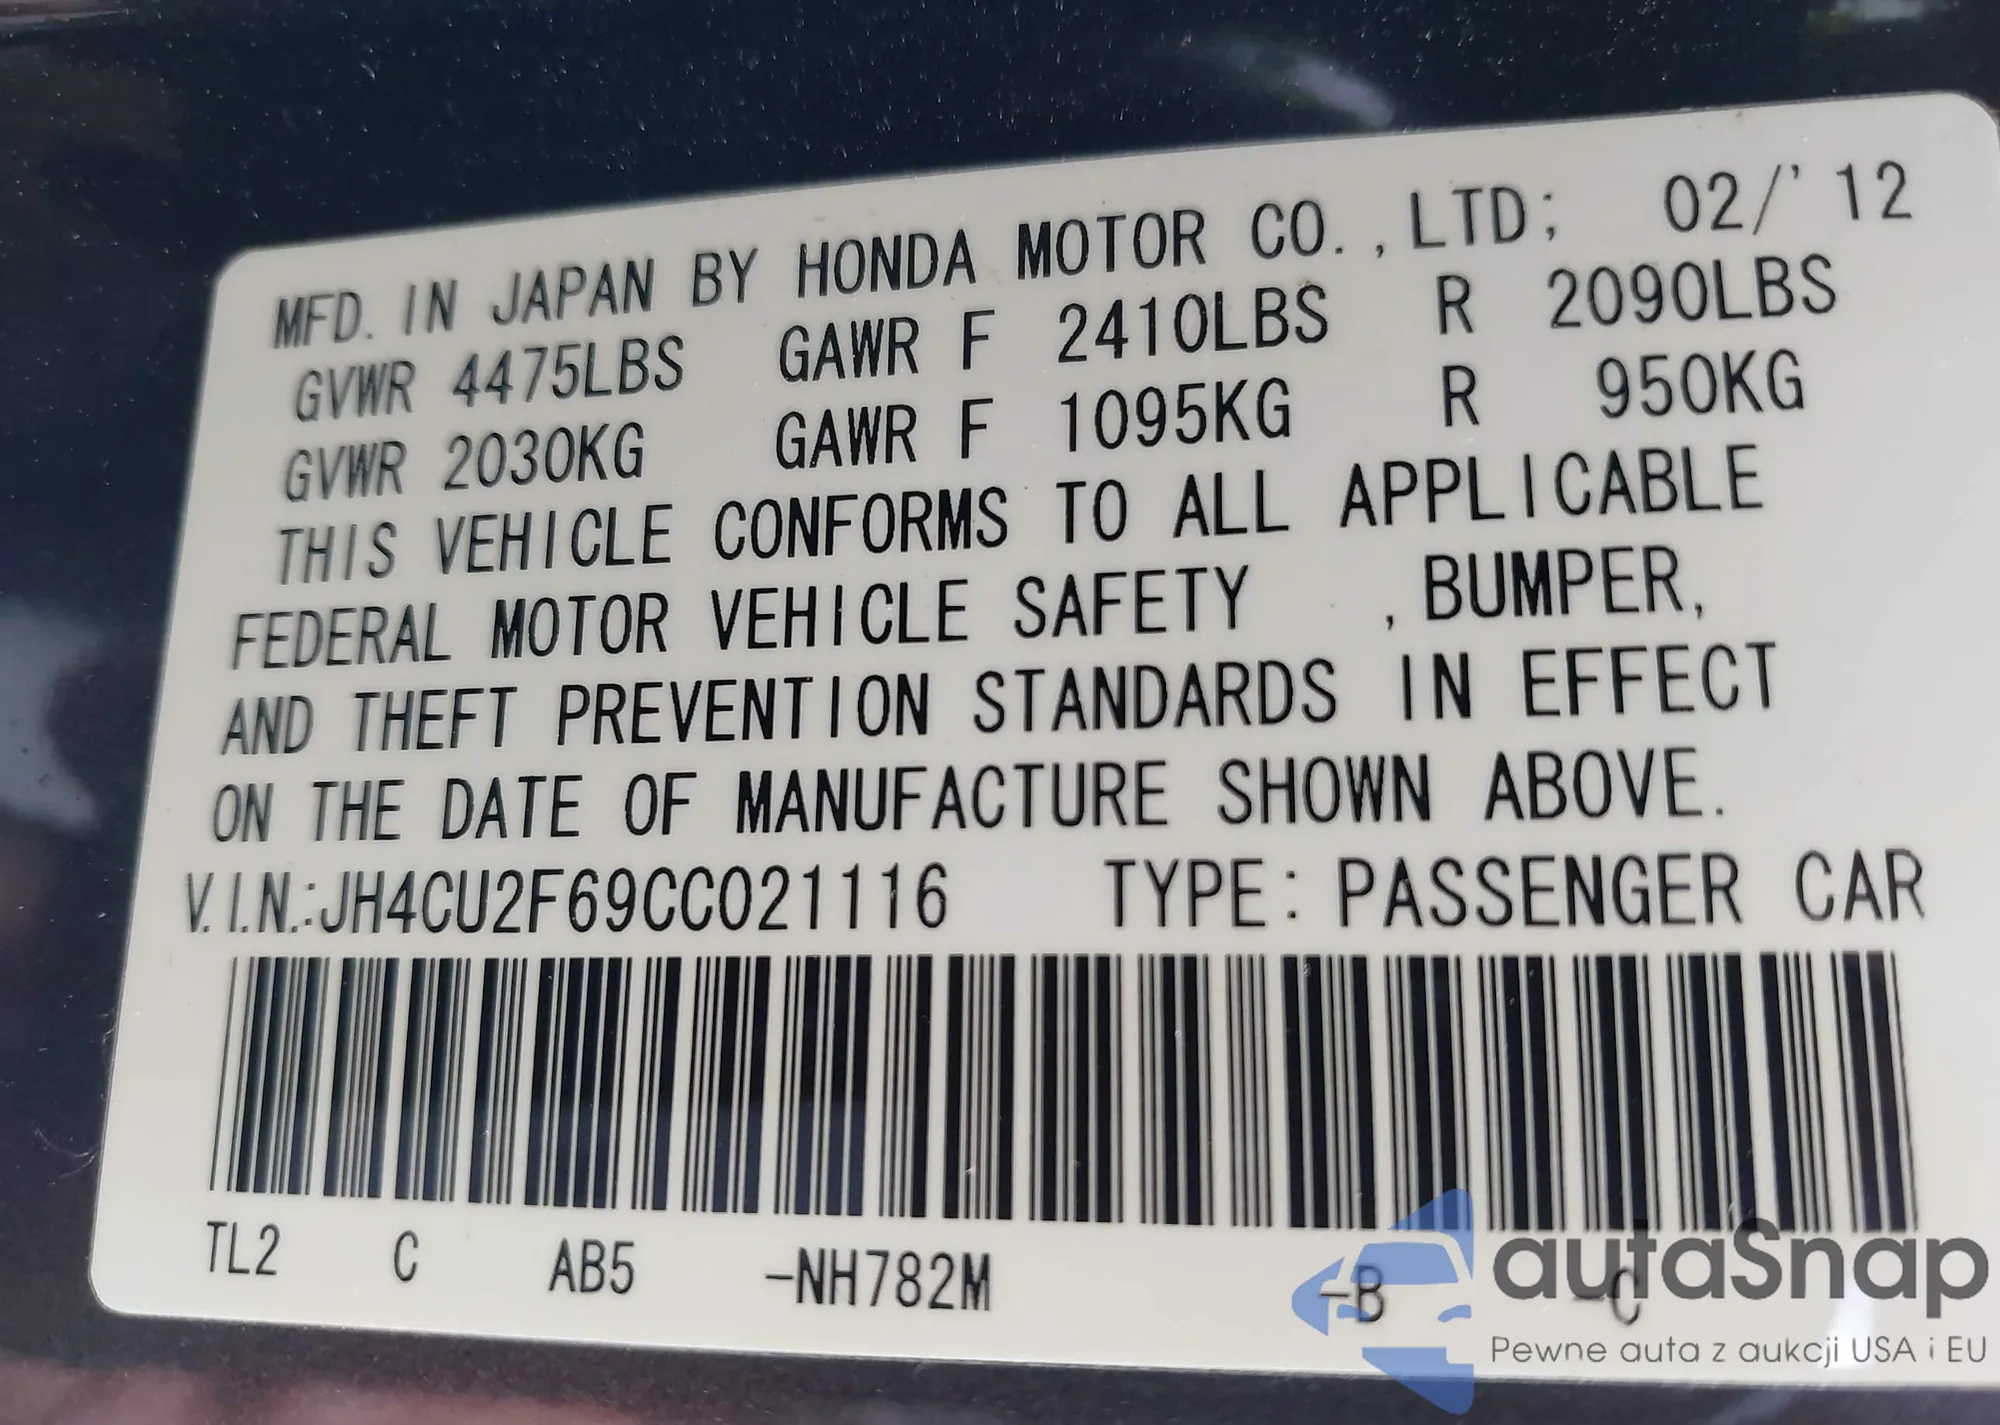 MFD. IN JAPAN BY HONDA MOTOR CO.,LTD; 02/'12
GVWR 4475LBS GAWR F 2410LBS R 2090LBS
GVWR 2030KG GAWR F 1095KG R 950KG
THIS VEHICLE CONFORMS TO ALL APPLICABLE
FEDERAL MOTOR VEHICLE SAFETY ,BUMPER,
AND THEFT PREVENTION STANDARDS IN EFFECT
ON THE DATE OF MANUFACTURE SHOWN ABOVE.
V.I.N.:JH4CU2F69CC021116 TYPE: PASSENGER CAR
TL2 C AB5 -NH782M -B -C
autaSnap
Pewne auta z aukcji USA i EU